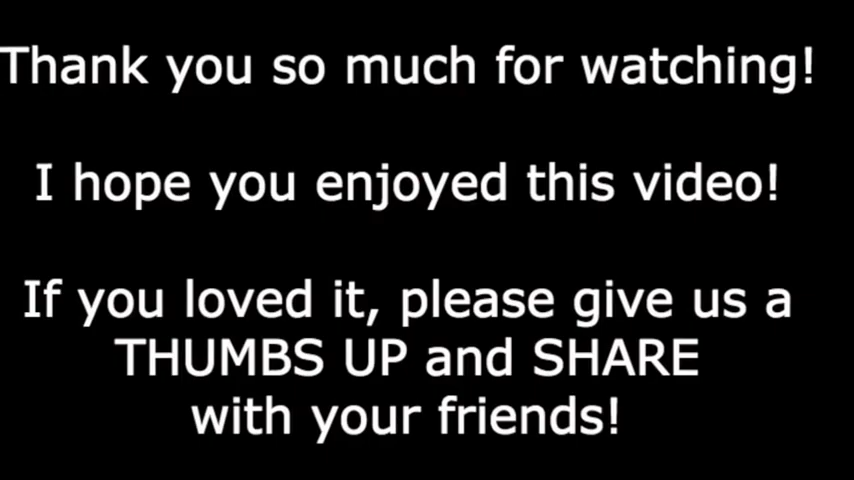 Thank you so much for watching!
I hope you enjoyed this video!
If you loved it, please give us a
THUMBS UP and SHARE
with your friends!